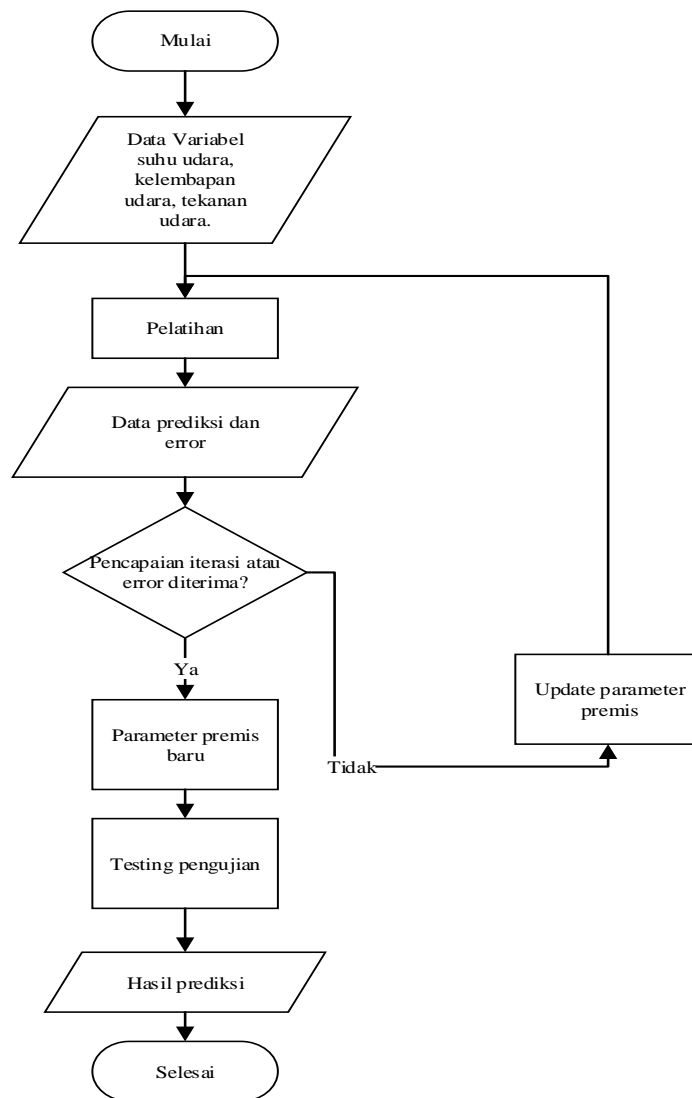 Mulai
Data Variabel
suhu udara,
kelembapan
udara, tekanan
udara.
Pelatihan
Data prediksi dan
error
Pencapaian iterasi atau
error diterima?
Ya
Tidak
Update parameter
premis
Parameter premis
baru
Testing pengujian
Hasil prediksi
Selesai